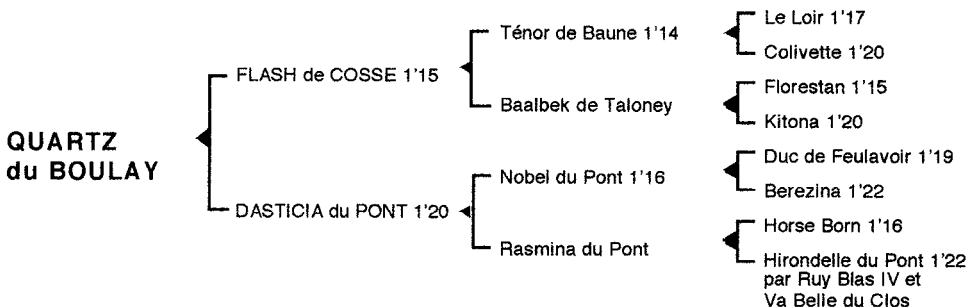 QUARTZ
du BOULAY
FLASH de COSSE 1'15
DASTICIA du PONT 1'20
Ténor de Baune 1'14
Baalbek de Taloney
Nobel du Pont 1'16
Rasmina du Pont
Le Loir 1'17
Colivette 1'20
Florestan 1'15
Kitona 1'20
Duc de Feulavoir 1'19
Berezina 1'22
Horse Born 1'16
Hirondelle du Pont 1'22
par Ruy Blas IV et
Va Belle du Clos